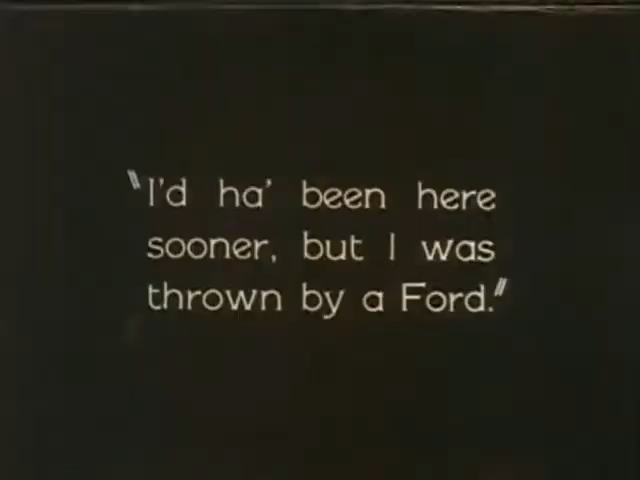 "I'd ha' been here
sooner, but I was
thrown by a Ford."